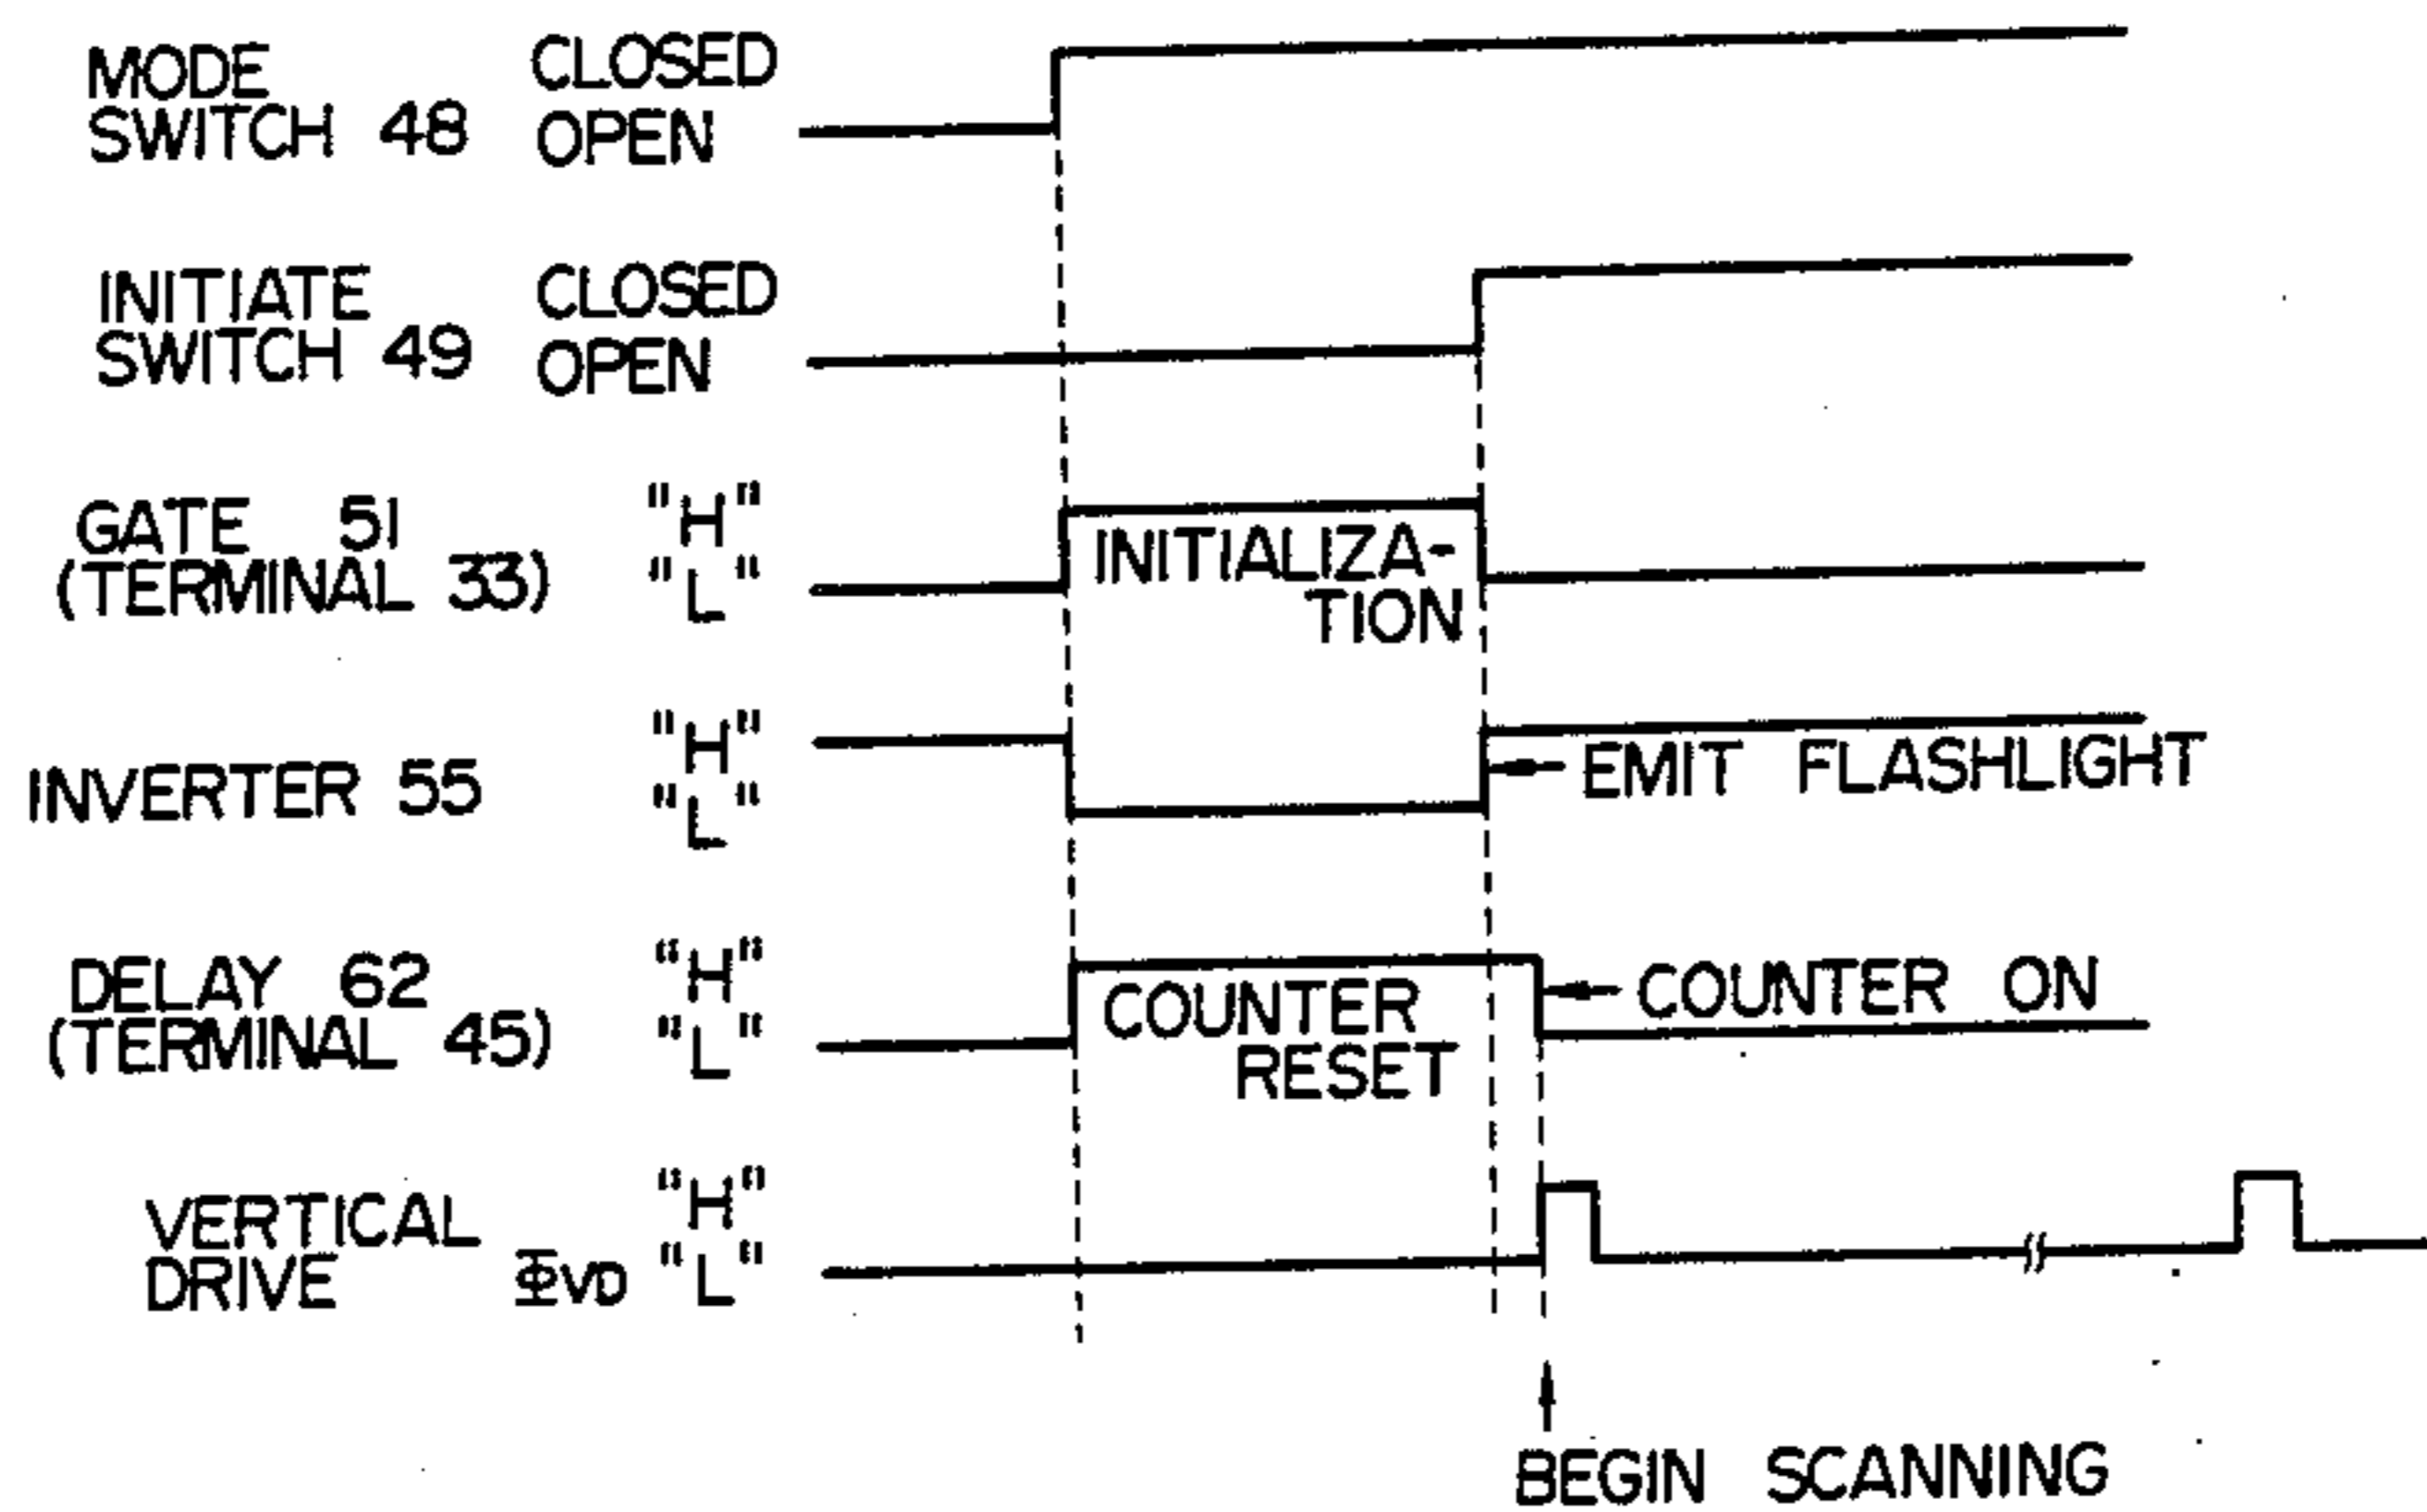 MODE CLOSED
SWITCH 48 OPEN
INITIATE CLOSED
SWITCH 49 OPEN
GATE 51 "H"
(TERMINAL 33) "L"
INITIALIZA-
TION
INVERTER 55 "H"
"L"
EMIT FLASHLIGHT
DELAY 62 "H"
(TERMINAL 45) "L"
COUNTER
RESET
COUNTER ON
VERTICAL "H"
DRIVE ΦVD "L"
BEGIN SCANNING